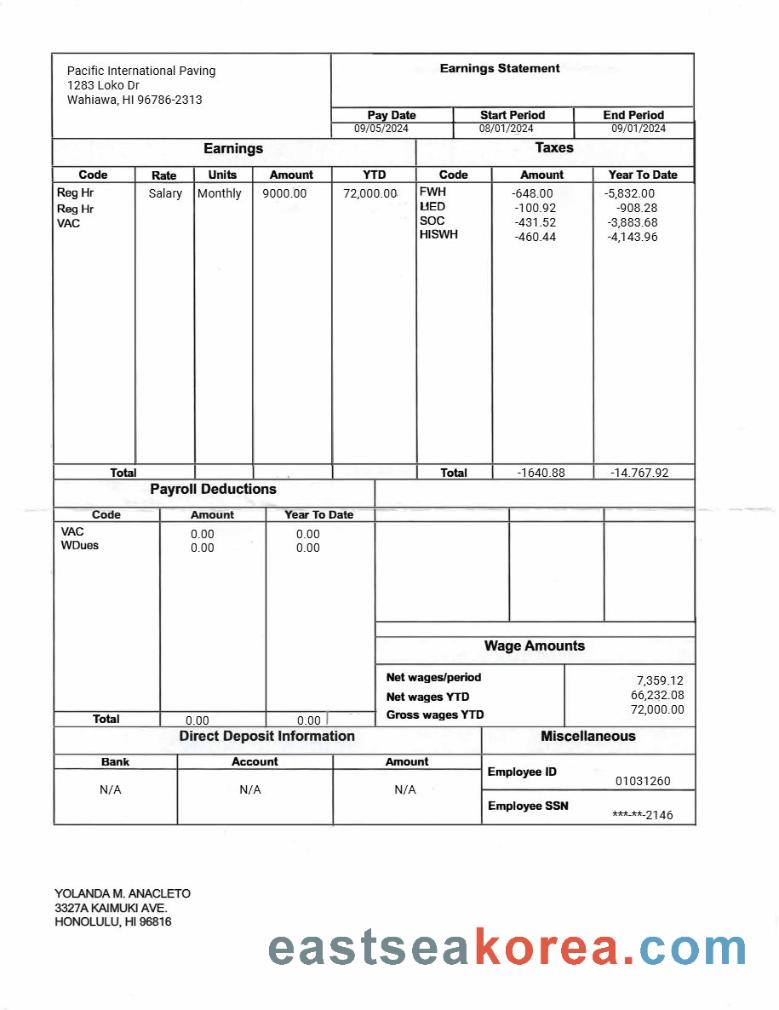 Pacific International Paving
1283 Loko Dr
Wahiawa, HI 96786-2313
Earnings Statement
Pay Date Start Period End Period
09/05/2024 08/01/2024 09/01/2024
Earnings Taxes
Code Rate Units Amount YTD Code Amount Year To Date
Reg Hr Salary Monthly 9000.00 72,000.00 FWH -648.00 -5,832.00
Reg Hr MED -100.92 -908.28
VAC SOC -431.52 -3,883.68
HISWH -460.44 -4,143.96
Total Total -1640.88 -14.767.92
Payroll Deductions
Code Amount Year To Date
VAC 0.00 0.00
WDues 0.00 0.00
Wage Amounts
Net wages/period 7,359.12
Net wages YTD 66,232.08
Gross wages YTD 72,000.00
Total 0.00 0.00
Direct Deposit Information Miscellaneous
Bank Account Amount
N/A N/A N/A
Employee ID 01031260
Employee SSN ***-**-2146
YOLANDA M. ANACLETO
3327A KAIMUKI AVE.
HONOLULU, HI 96816
eastseakorea.com